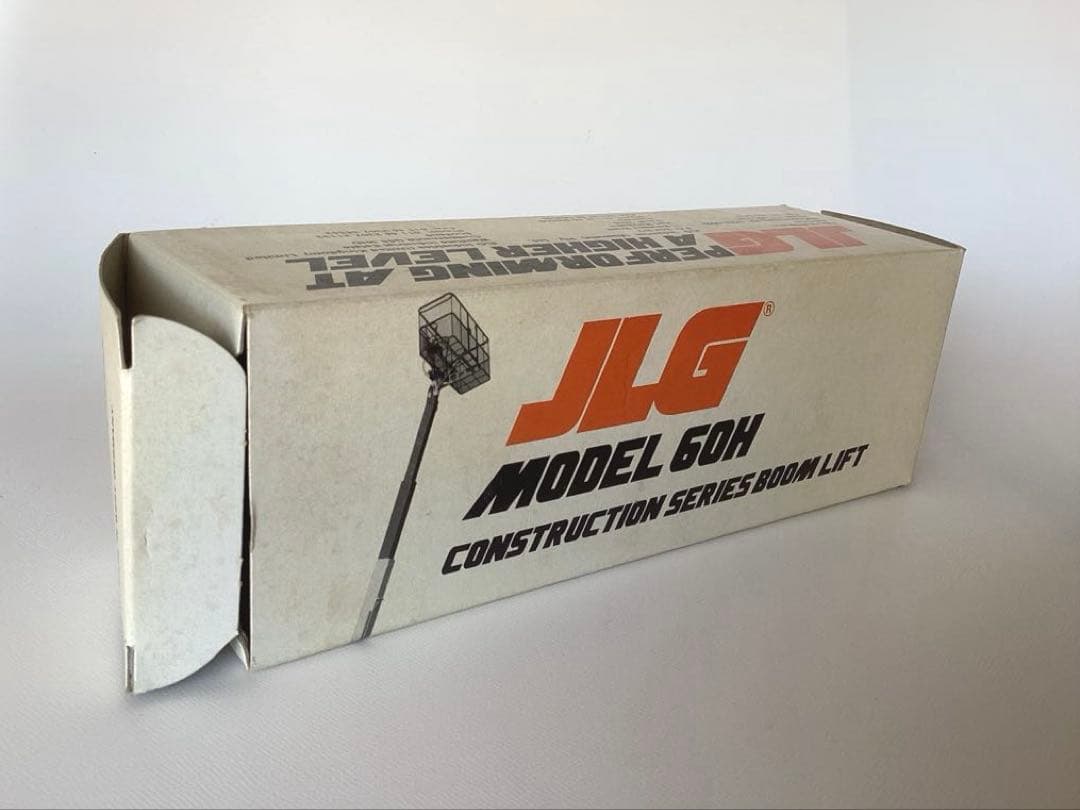 JLG®
MODEL 60H
CONSTRUCTION SERIES BOOM LIFT
JLG
PERFORMING AT
A HIGHER LEVEL